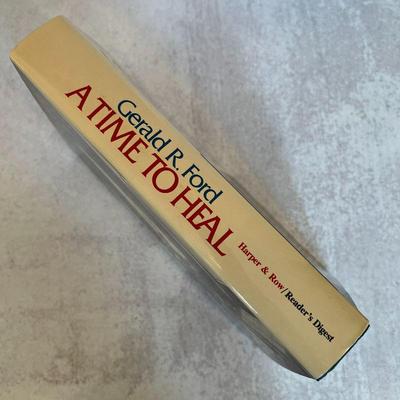 Gerald R. Ford
A TIME TO HEAL
Harper & Row/Reader's Digest